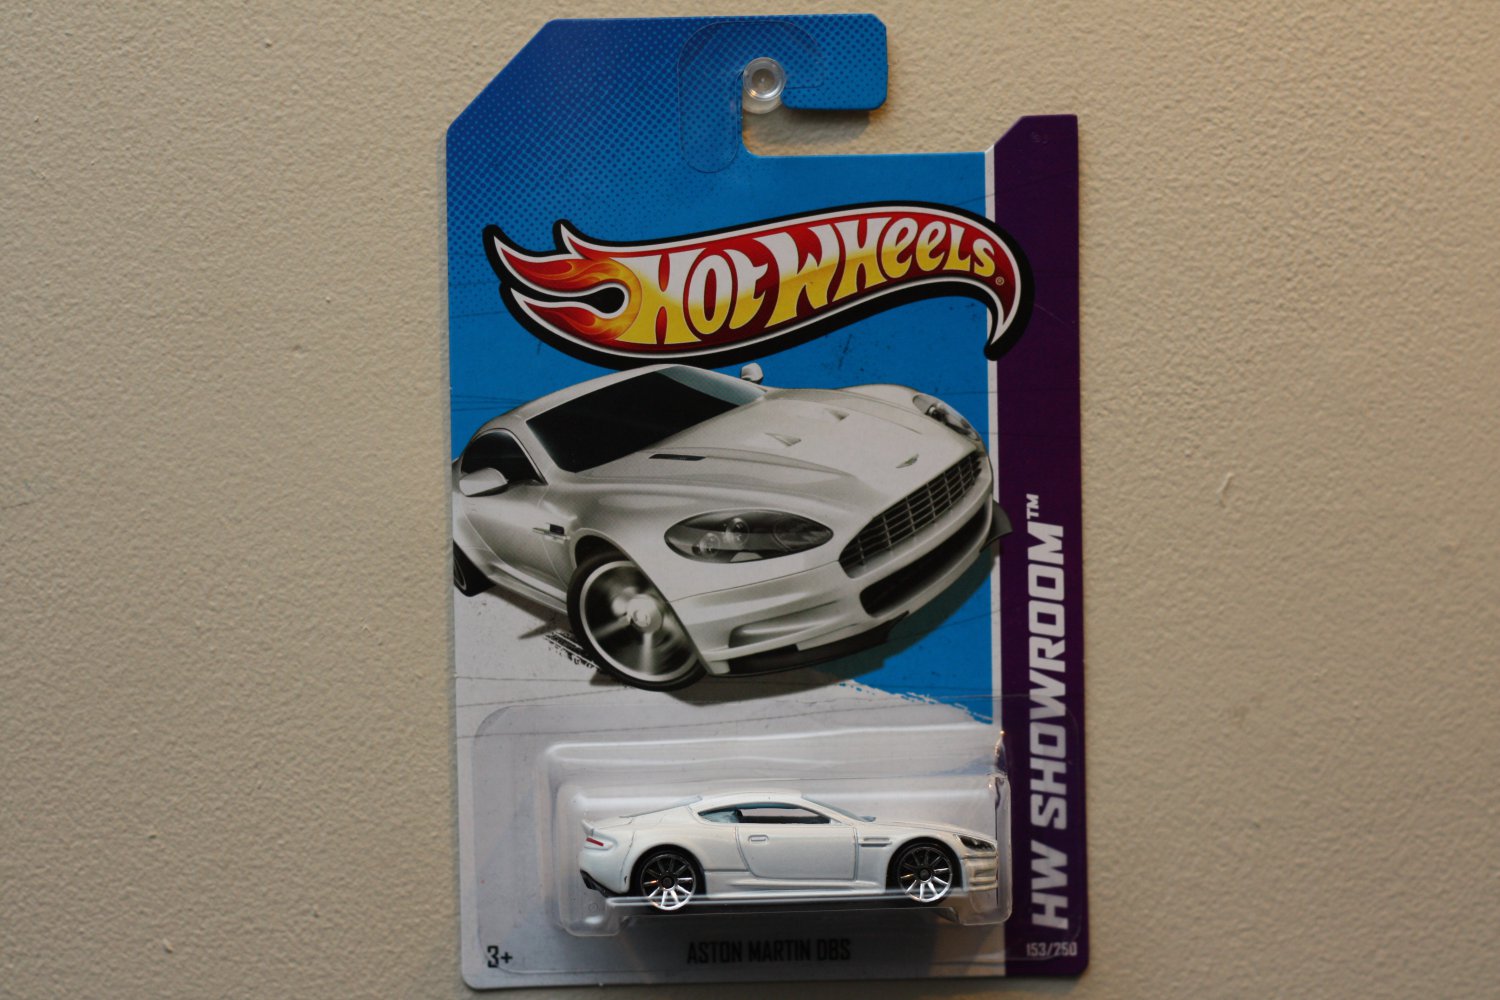 HOT WHEELS®
HW SHOWROOM™
3+
ASTON MARTIN DBS
153/250